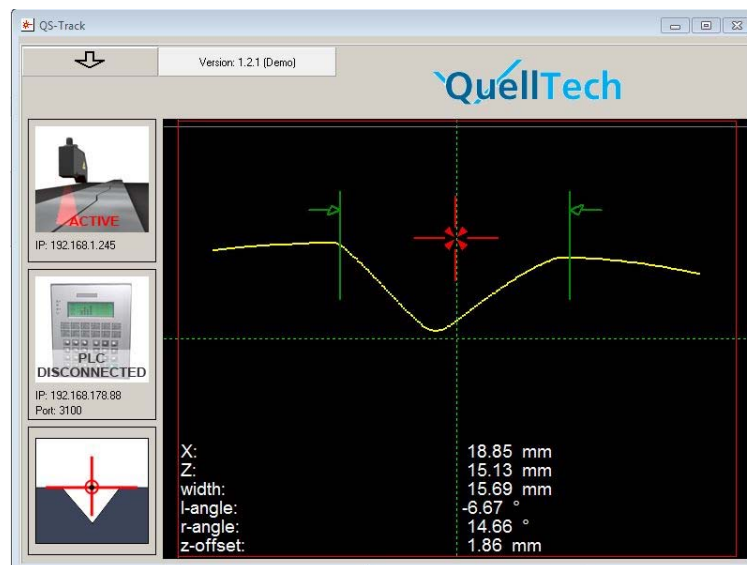 QS-Track
Version: 1.2.1 (Demo)
QuellTech
ACTIVE
IP: 192.168.1.245
PLC
DISCONNECTED
IP: 192.168.178.88
Port: 3100
X: 18.85 mm
Z: 15.13 mm
width: 15.69 mm
l-angle: -6.67 °
r-angle: 14.66 °
z-offset: 1.86 mm